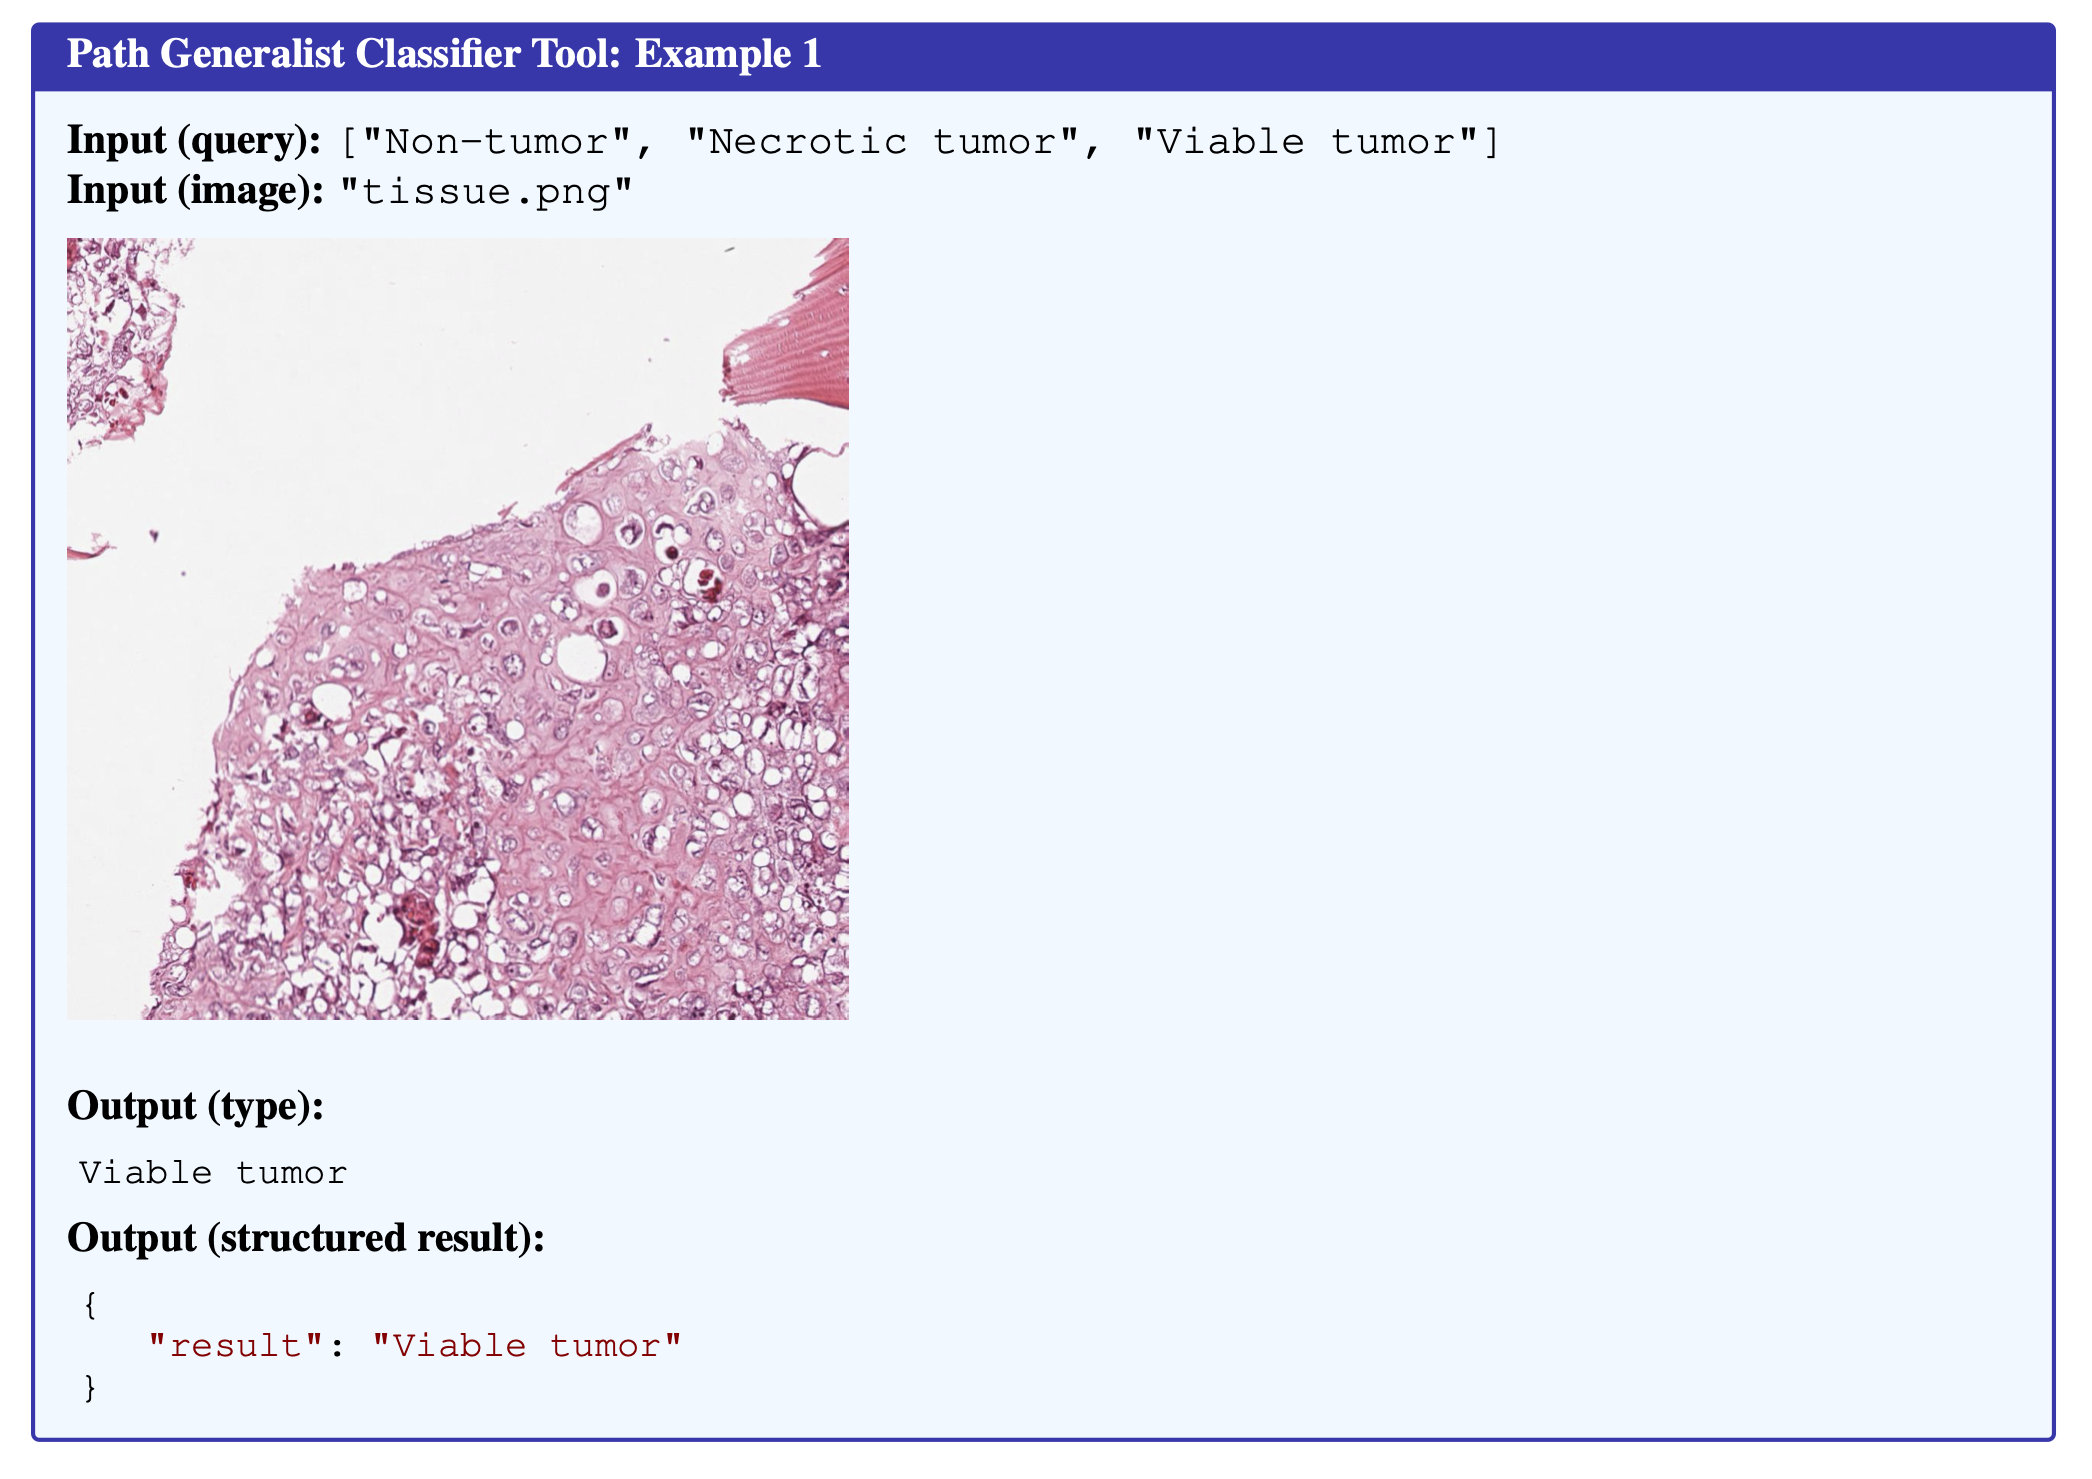 Path Generalist Classifier Tool: Example 1
Input (query): ["Non-tumor", "Necrotic tumor", "Viable tumor"]
Input (image): "tissue.png"
Output (type):
Viable tumor
Output (structured result):
{
"result": "Viable tumor"
}